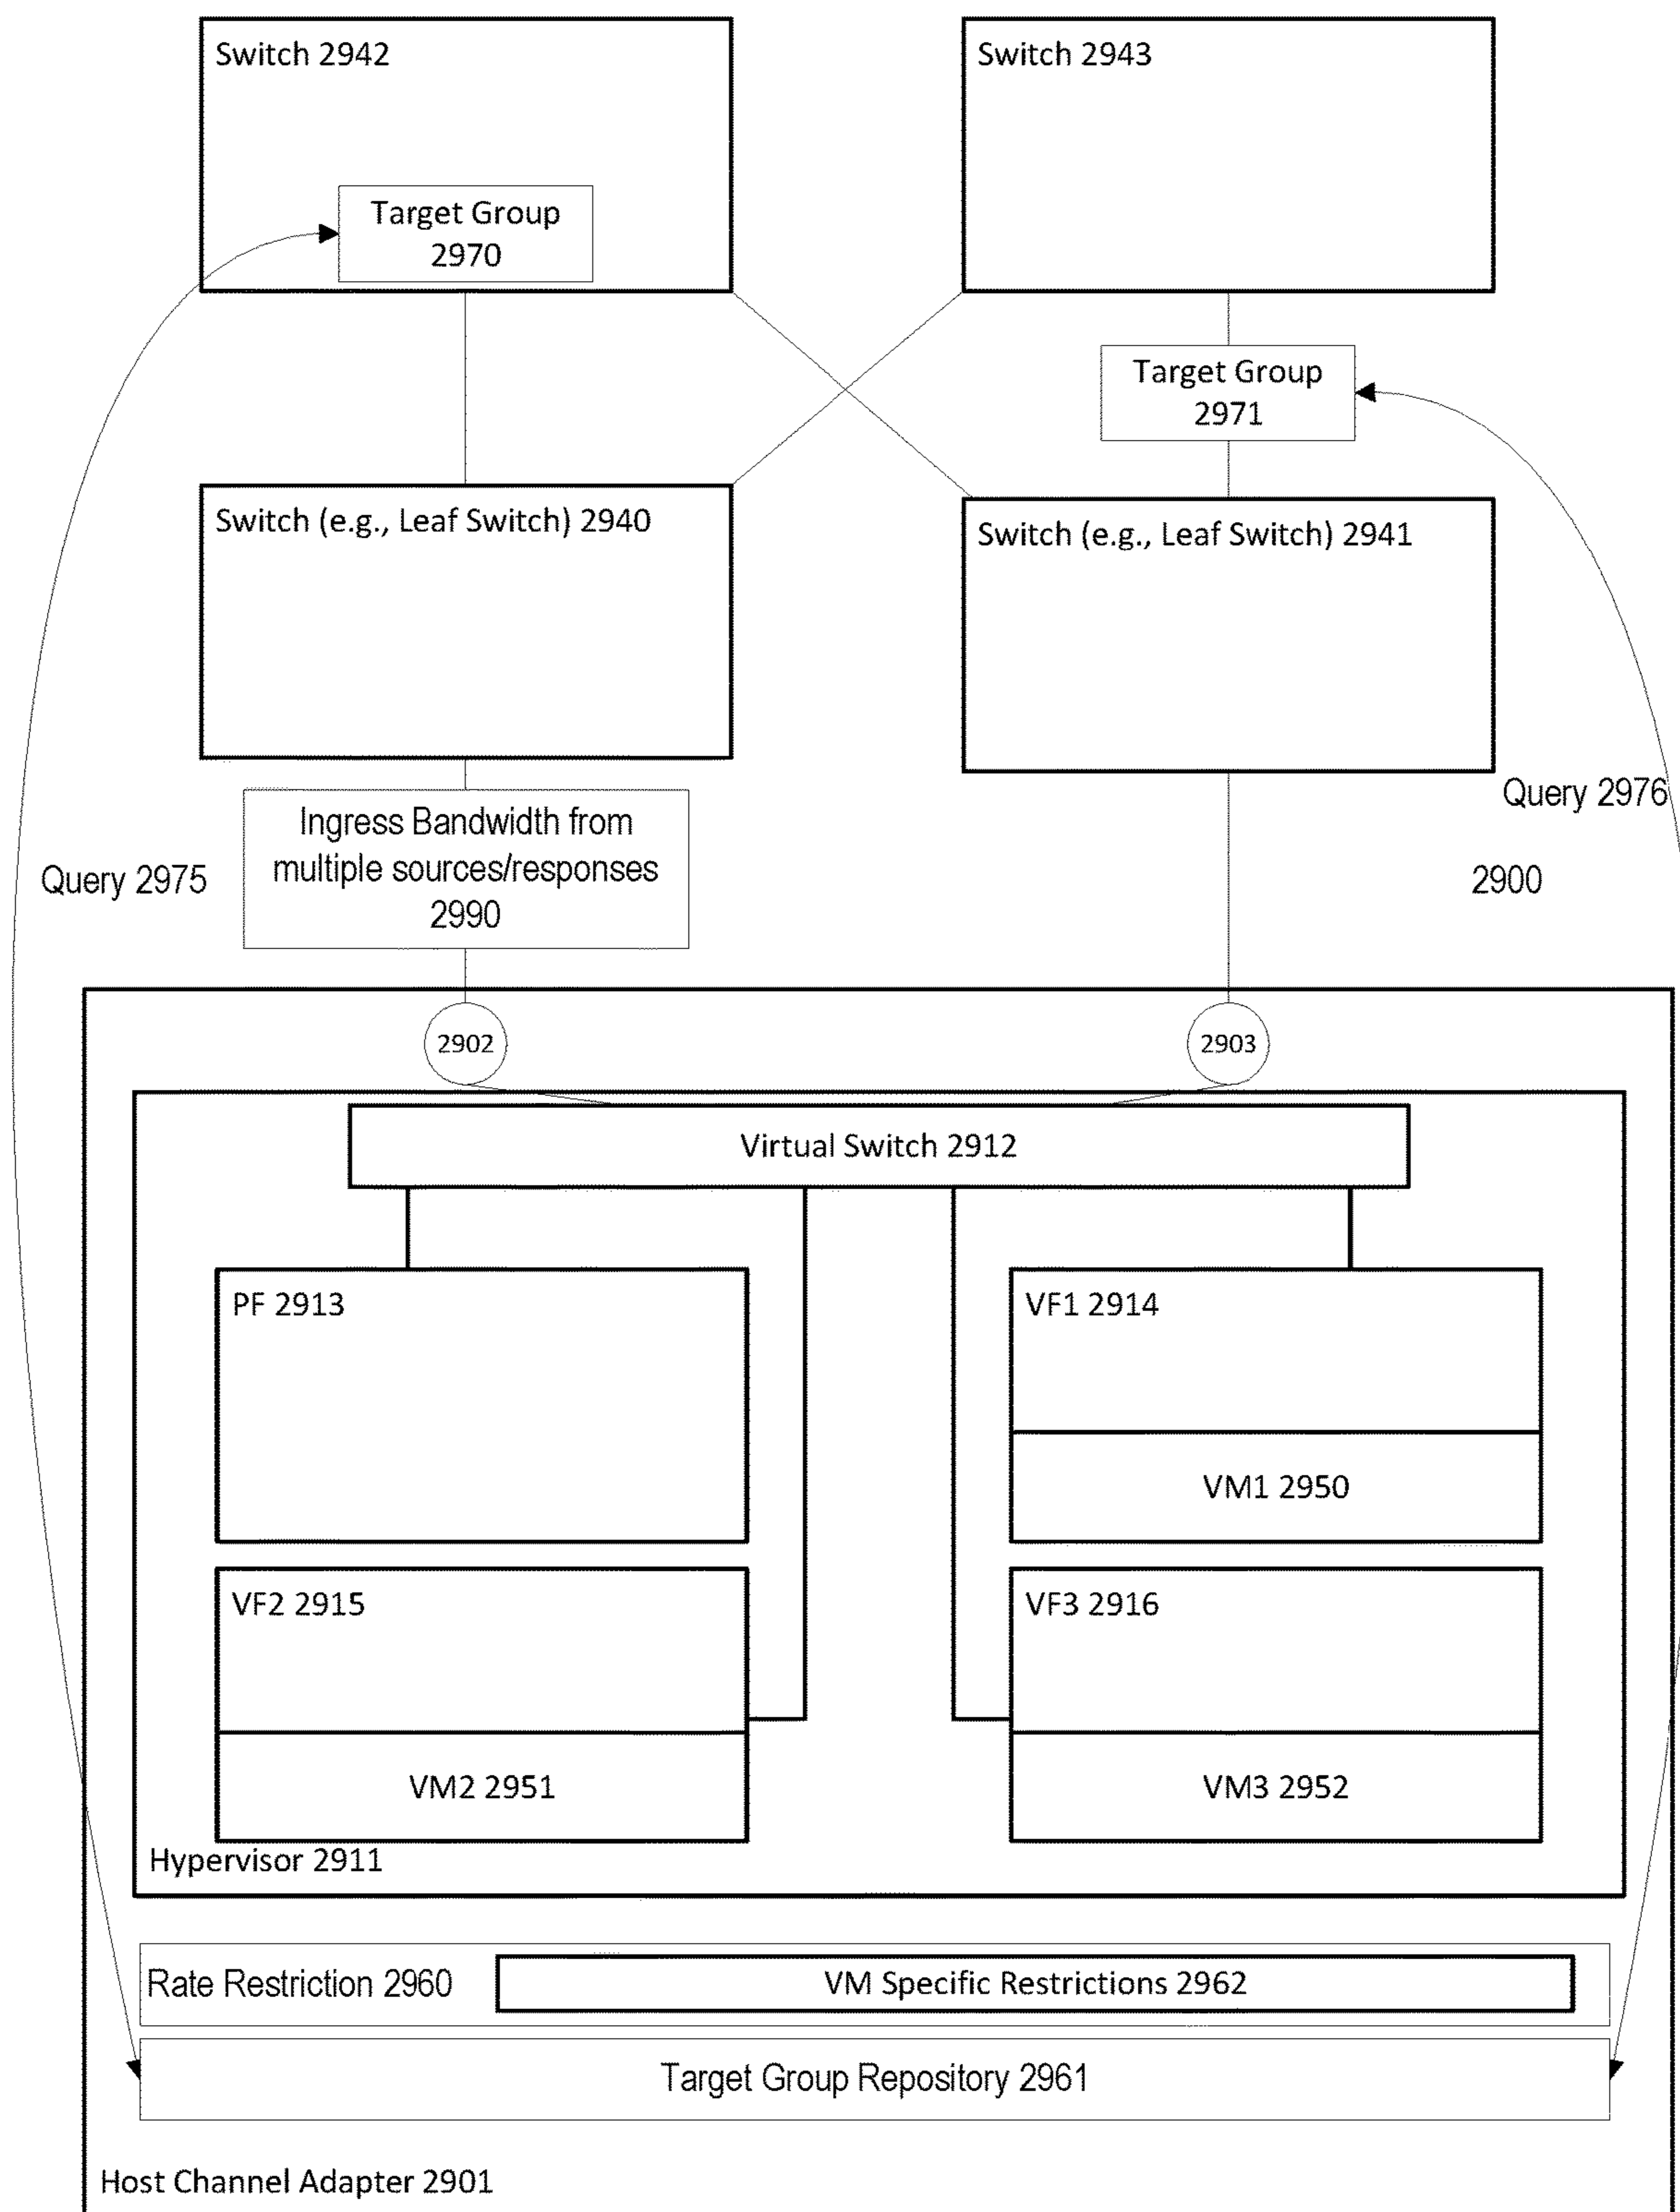 Switch 2942
Switch 2943
Target Group
2970
Target Group
2971
Switch (e.g., Leaf Switch) 2940
Switch (e.g., Leaf Switch) 2941
Query 2976
Ingress Bandwidth from
multiple sources/responses
2990
Query 2975
2900
2902
2903
Virtual Switch 2912
PF 2913
VF1 2914
VM1 2950
VF2 2915
VF3 2916
VM2 2951
VM3 2952
Hypervisor 2911
Rate Restriction 2960
VM Specific Restrictions 2962
Target Group Repository 2961
Host Channel Adapter 2901